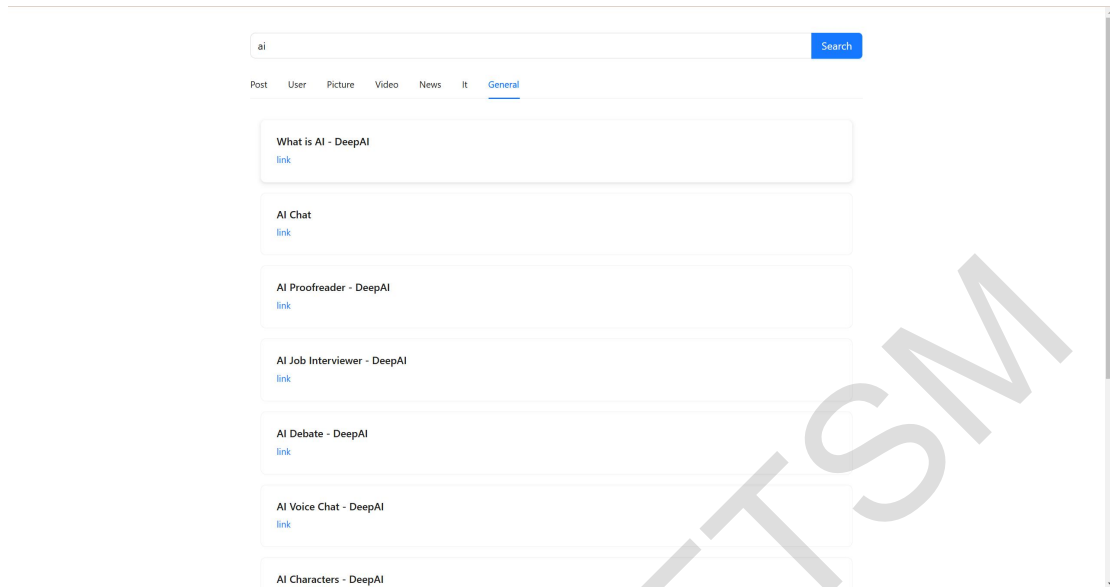 ai
Search
Post User Picture Video News It General
What is AI - DeepAI
link
AI Chat
link
AI Proofreader - DeepAI
link
AI Job Interviewer - DeepAI
link
AI Debate - DeepAI
link
AI Voice Chat - DeepAI
link
AI Characters - DeepAI
TSM